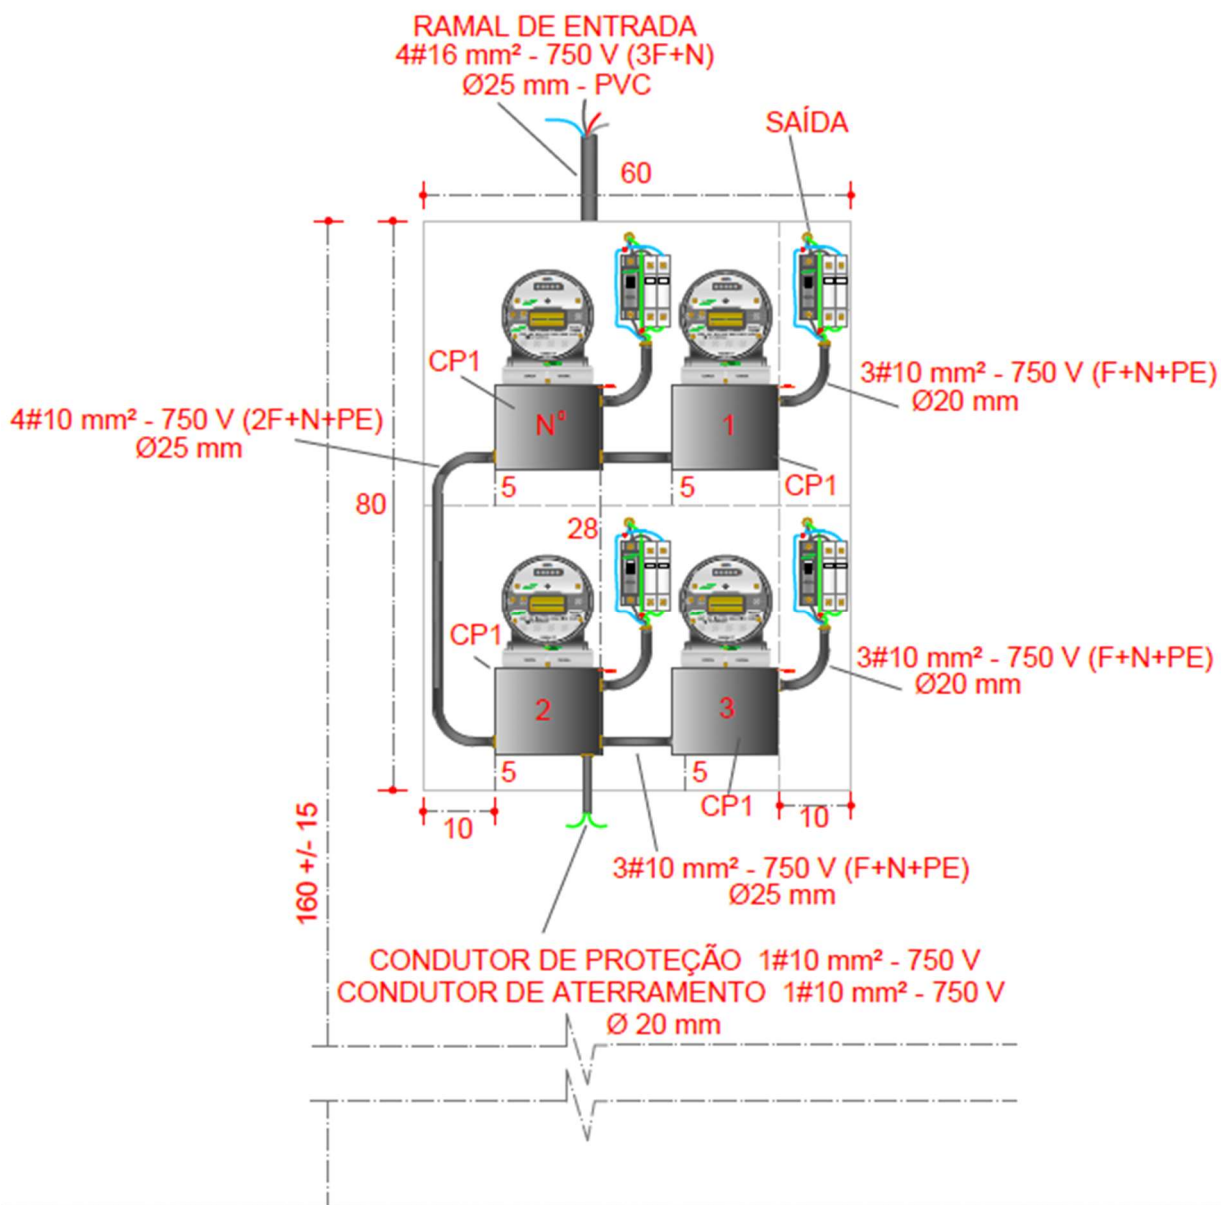 RAMAL DE ENTRADA
4#16 mm² - 750 V (3F+N)
Ø25 mm - PVC
SAÍDA
60
CP1
3#10 mm² - 750 V (F+N+PE)
Ø20 mm
4#10 mm² - 750 V (2F+N+PE)
Ø25 mm
Nº
1
CP1
5
5
80
28
CP1
3#10 mm² - 750 V (F+N+PE)
Ø20 mm
2
3
5
5
CP1
10
10
160 +/- 15
3#10 mm² - 750 V (F+N+PE)
Ø25 mm
CONDUTOR DE PROTEÇÃO 1#10 mm² - 750 V
CONDUTOR DE ATERRAMENTO 1#10 mm² - 750 V
Ø 20 mm